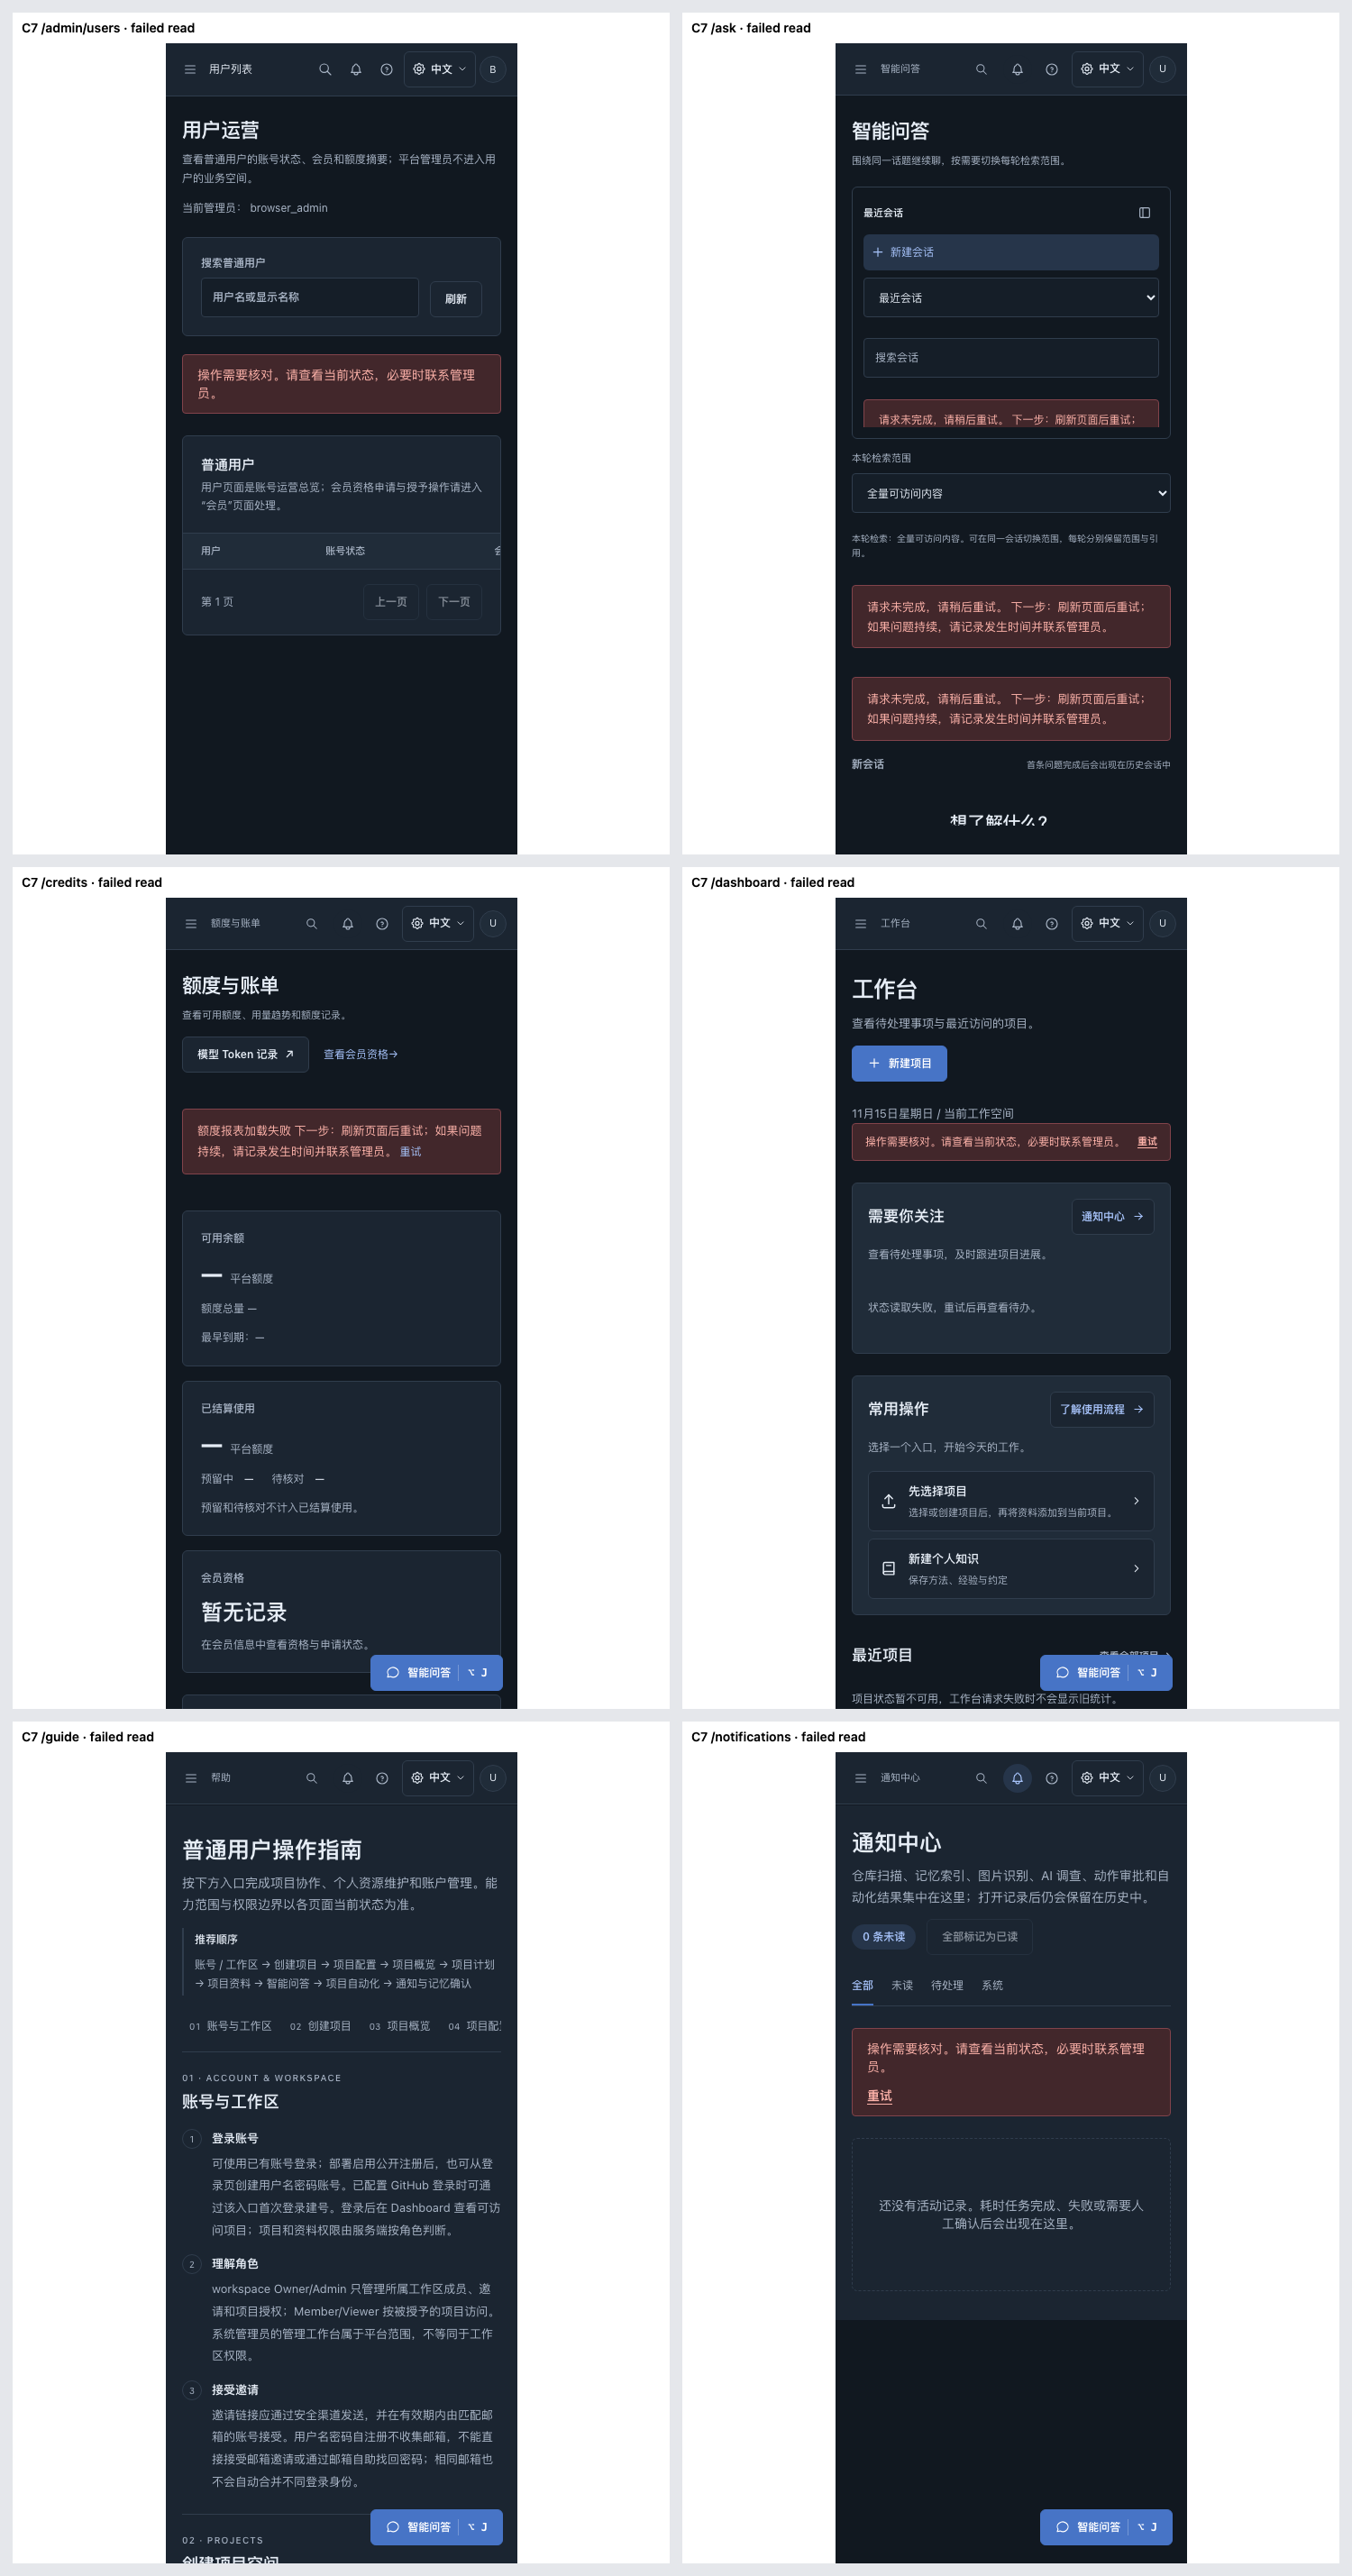 C7 /admin/users · failed read
用户列表
中文
B
用户运营
查看普通用户的账号状态、会员和额度摘要；平台管理员不进入用
户的业务空间。
当前管理员： browser_admin
搜索普通用户
用户名或显示名称
刷新
操作需要核对。请查看当前状态，必要时联系管理
员。
普通用户
用户页面是账号运营总览；会员资格申请与授予操作请进入
“会员”页面处理。
用户 账号状态
第 1 页
上一页
下一页
C7 /ask · failed read
智能问答
中文
U
智能问答
围绕同一话题继续聊，按需要切换每轮检索范围。
最近会话
新建会话
最近会话
搜索会话
请求未完成，请稍后重试。 下一步：刷新页面后重试；
本轮检索范围
全量可访问内容
本轮检索：全量可访问内容。可在同一会话切换范围，每轮分别保留范围与引
用。
请求未完成，请稍后重试。 下一步：刷新页面后重试；
如果问题持续，请记录发生时间并联系管理员。
请求未完成，请稍后重试。 下一步：刷新页面后重试；
如果问题持续，请记录发生时间并联系管理员。
新会话
首条问题完成后会出现在历史会话中
想了解什么?
C7 /credits · failed read
额度与账单
中文
U
额度与账单
查看可用额度、用量趋势和额度记录。
模型 Token 记录 ↗
查看会员资格→
额度报表加载失败 下一步：刷新页面后重试；如果问题
持续，请记录发生时间并联系管理员。 重试
可用余额
— 平台额度
额度总量 —
最早到期：—
已结算使用
— 平台额度
预留中 — 待核对 —
预留和待核对不计入已结算使用。
会员资格
暂无记录
在会员信息中查看资格与申请状态。
智能问答 ⌥ J
C7 /dashboard · failed read
工作台
中文
U
工作台
查看待处理事项与最近访问的项目。
新建项目
11月15日星期日 / 当前工作空间
操作需要核对。请查看当前状态，必要时联系管理员。 重试
需要你关注
通知中心 →
查看待处理事项，及时跟进项目进展。
状态读取失败，重试后再查看待办。
常用操作
了解使用流程 →
选择一个入口，开始今天的工作。
先选择项目
选择或创建项目后，再将资料添加到当前项目。
新建个人知识
保存方法、经验与约定
最近项目
智能问答 ⌥ J
项目状态暂不可用，工作台请求失败时不会显示旧统计。
C7 /guide · failed read
帮助
中文
U
普通用户操作指南
按下方入口完成项目协作、个人资源维护和账户管理。能
力范围与权限边界以各页面当前状态为准。
推荐顺序
账号 / 工作区 → 创建项目 → 项目配置 → 项目概览 → 项目计划
→ 项目资料 → 智能问答 → 项目自动化 → 通知与记忆确认
01 账号与工作区 02 创建项目 03 项目概览 04 项目配
01 · ACCOUNT & WORKSPACE
账号与工作区
1 登录账号
可使用已有账号登录；部署启用公开注册后，也可从登
录页创建用户名密码账号。已配置 GitHub 登录时可通
过该入口首次登录建号。登录后在 Dashboard 查看可访
问项目；项目和资料权限由服务端按角色判断。
2 理解角色
workspace Owner/Admin 只管理所属工作区成员、邀
请和项目授权；Member/Viewer 按被授予的项目访问。
系统管理员的管理工作台属于平台范围，不等同于工作
区权限。
3 接受邀请
邀请链接应通过安全渠道发送，并在有效期内由匹配邮
箱的账号接受。用户名密码自注册不收集邮箱，不能直
接接受邮箱邀请或通过邮箱自助找回密码；相同邮箱也
不会自动合并不同登录身份。
智能问答 ⌥ J
02 · PROJECTS
创建项目空间
C7 /notifications · failed read
通知中心
中文
U
通知中心
仓库扫描、记忆索引、图片识别、AI 调查、动作审批和自
动化结果集中在这里；打开记录后仍会保留在历史中。
0 条未读
全部标记为已读
全部 未读 待处理 系统
操作需要核对。请查看当前状态，必要时联系管理
员。
重试
还没有活动记录。耗时任务完成、失败或需要人
工确认后会出现在这里。
智能问答 ⌥ J